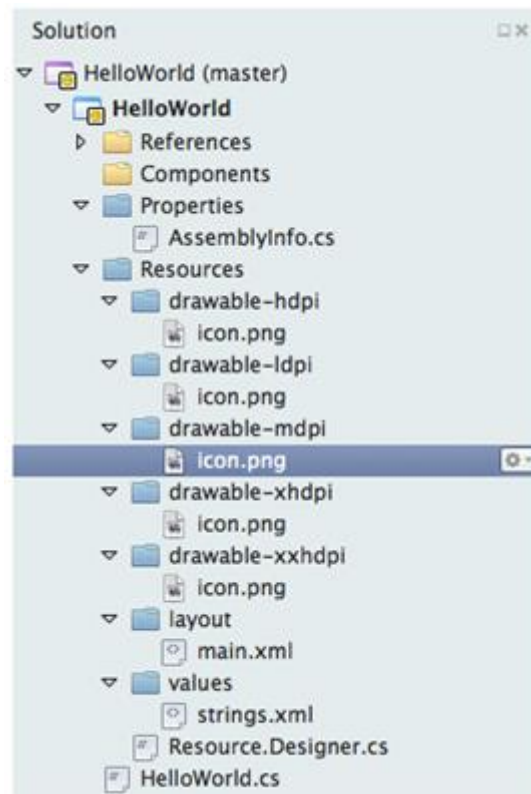 Solution
HelloWorld (master)
HelloWorld
References
Components
Properties
AssemblyInfo.cs
Resources
drawable-hdpi
icon.png
drawable-ldpi
icon.png
drawable-mdpi
icon.png
drawable-xhdpi
icon.png
drawable-xxhdpi
icon.png
layout
main.xml
values
strings.xml
Resource.Designer.cs
HelloWorld.cs